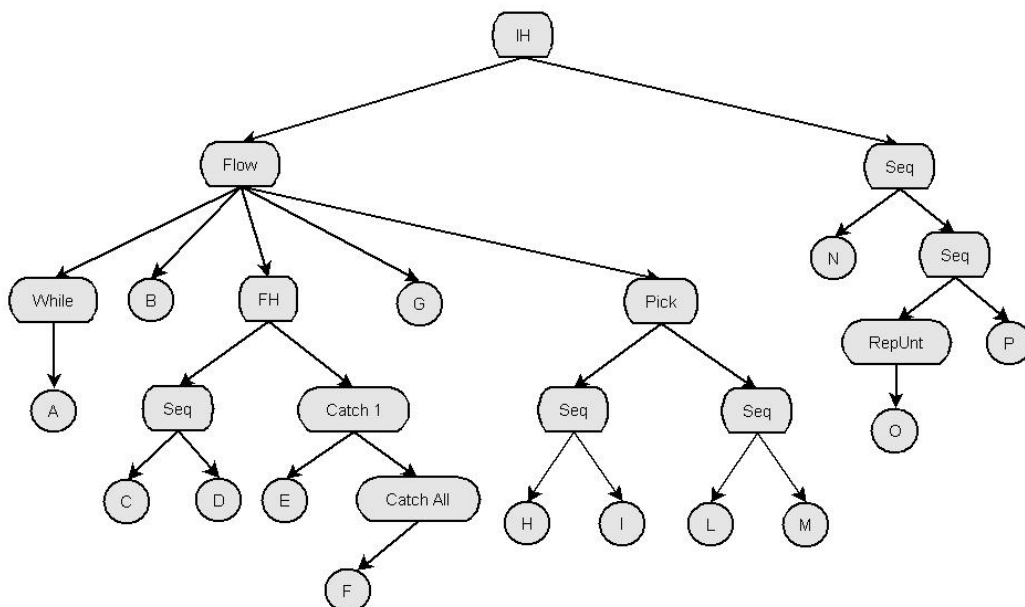 IH
Flow
Seq
N
Seq
While
B
FH
G
Pick
RepUnt
P
A
Seq
Catch 1
Seq
Seq
O
C
D
E
Catch All
H
I
L
M
F